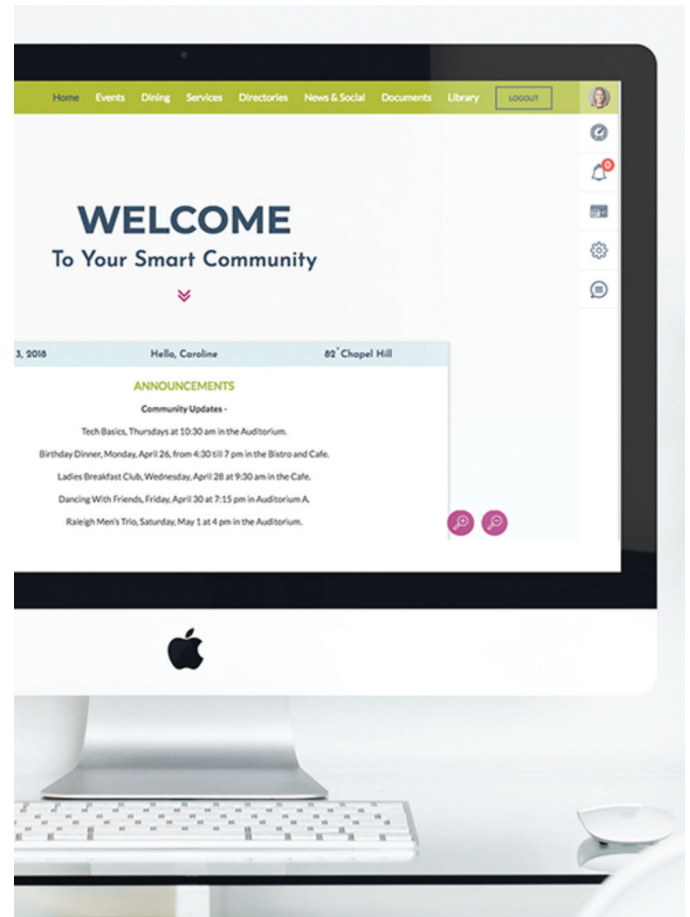 Home Events Dining Services Directories News & Social Documents Library LOGOUT
0
WELCOME
To Your Smart Community
3, 2018 Hello, Caroline 82° Chapel Hill
ANNOUNCEMENTS
Community Updates -
Tech Basics, Thursdays at 10:30 am in the Auditorium.
Birthday Dinner, Monday, April 26, from 4:30 till 7 pm in the Bistro and Cafe.
Ladies Breakfast Club, Wednesday, April 28 at 9:30 am in the Cafe.
Dancing With Friends, Friday, April 30 at 7:15 pm in Auditorium A.
Raleigh Men's Trio, Saturday, May 1 at 4 pm in the Auditorium.